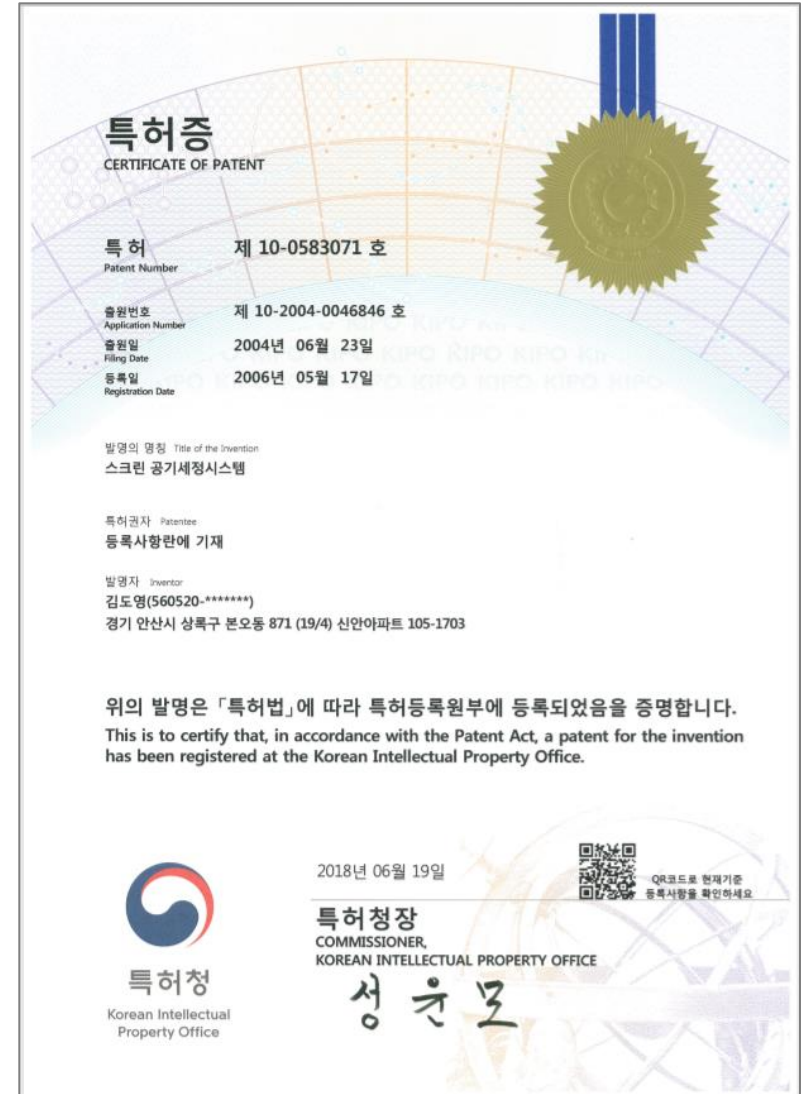 특허증
CERTIFICATE OF PATENT
특 허 제 10-0583071 호
Patent Number
출원번호 제 10-2004-0046846 호
Application Number
출원일 2004년 06월 23일
Filing Date
등록일 2006년 05월 17일
Registration Date
발명의 명칭 Title of the Invention
스크린 공기세정시스템
특허권자 Patentee
등록사항란에 기재
발명자 Inventor
김도영(560520-*******)
경기 안산시 상록구 본오동 871 (19/4) 신안아파트 105-1703
위의 발명은 「특허법」에 따라 특허등록원부에 등록되었음을 증명합니다.
This is to certify that, in accordance with the Patent Act, a patent for the invention
has been registered at the Korean Intellectual Property Office.
2018년 06월 19일
QR코드로 현재기준
등록사항을 확인하세요
특허청장
COMMISSIONER,
KOREAN INTELLECTUAL PROPERTY OFFICE
성윤모
특허청
Korean Intellectual
Property Office